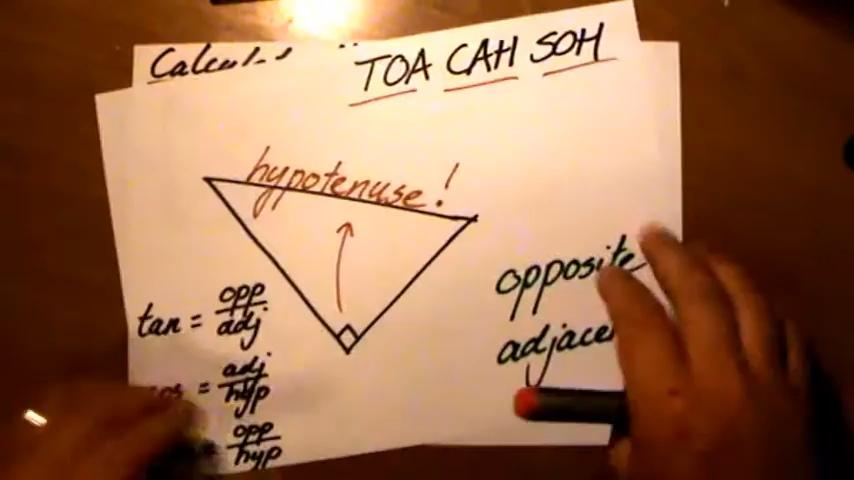 TOA CAH SOH
hypotenuse!
opposite
tan = opp/adj
= adj/hyp
opp/hyp